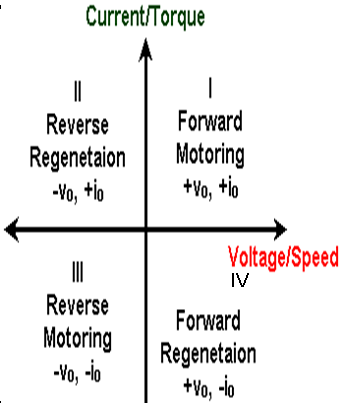 Current/Torque
II
Reverse
Regenetaion
-v₀, +i₀
I
Forward
Motoring
+v₀, +i₀
Voltage/Speed
III
Reverse
Motoring
-v₀, -i₀
IV
Forward
Regenetaion
+v₀, -i₀